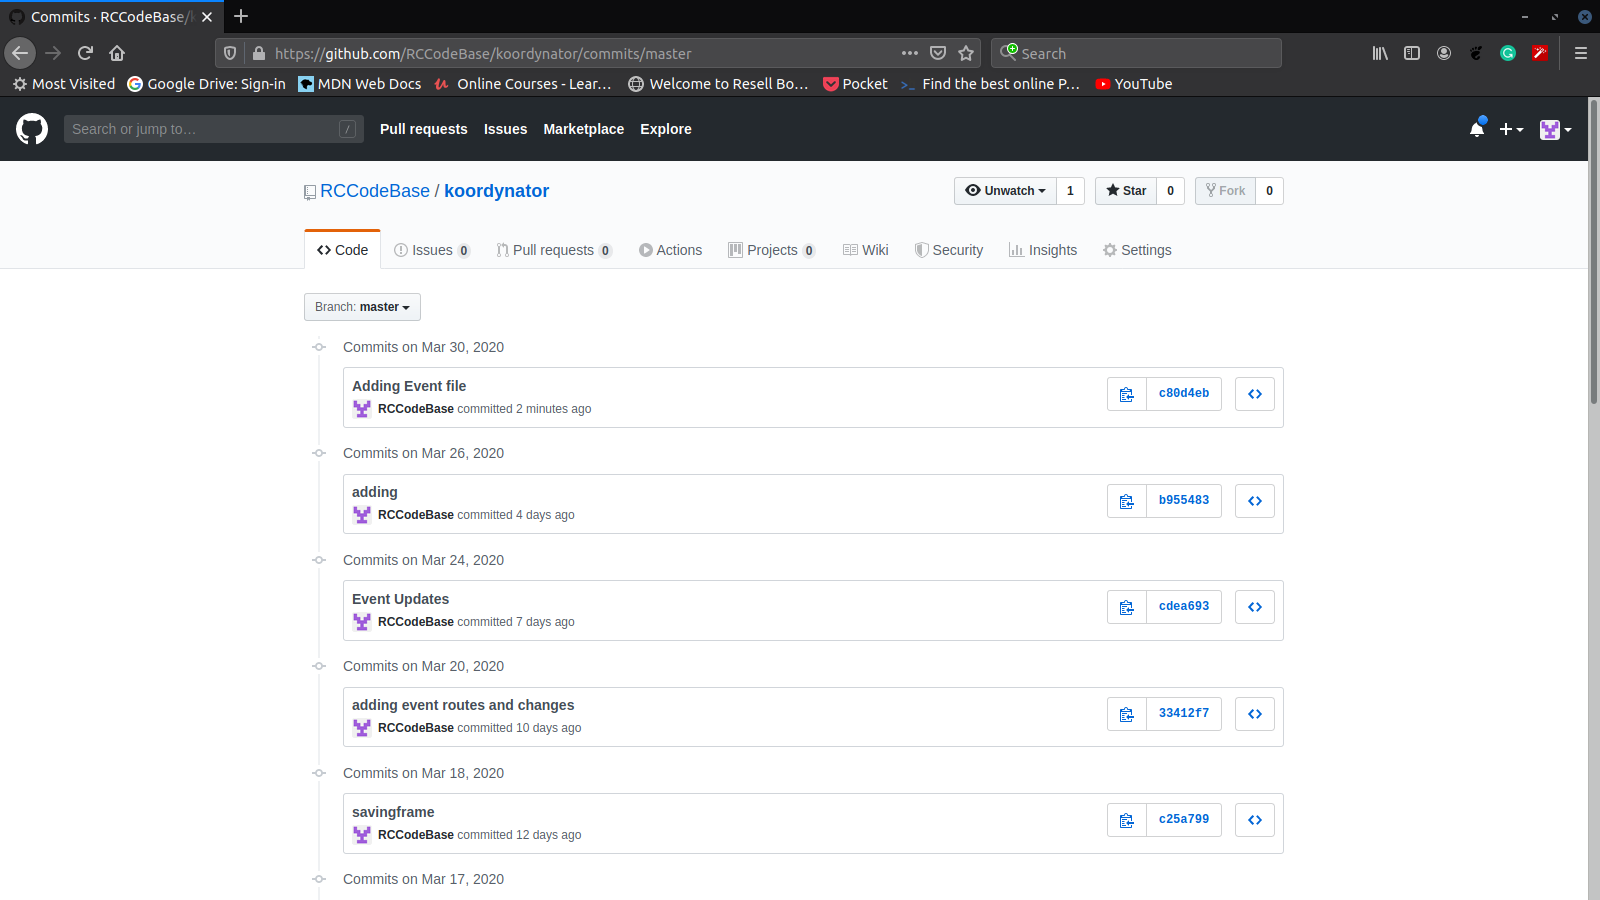 Commits · RCCodeBase/k
https://github.com/RCCodeBase/koordynator/commits/master
Search
Most Visited Google Drive: Sign-in MDN Web Docs Online Courses - Lear… Welcome to Resell Bo… Pocket Find the best online P… YouTube
Search or jump to… / Pull requests Issues Marketplace Explore
RCCodeBase / koordynator Unwatch 1 Star 0 Fork 0
Code Issues 0 Pull requests 0 Actions Projects 0 Wiki Security Insights Settings
Branch: master
Commits on Mar 30, 2020
Adding Event file
RCCodeBase committed 2 minutes ago
c80d4eb
Commits on Mar 26, 2020
adding
RCCodeBase committed 4 days ago
b955483
Commits on Mar 24, 2020
Event Updates
RCCodeBase committed 7 days ago
cdea693
Commits on Mar 20, 2020
adding event routes and changes
RCCodeBase committed 10 days ago
33412f7
Commits on Mar 18, 2020
savingframe
RCCodeBase committed 12 days ago
c25a799
Commits on Mar 17, 2020